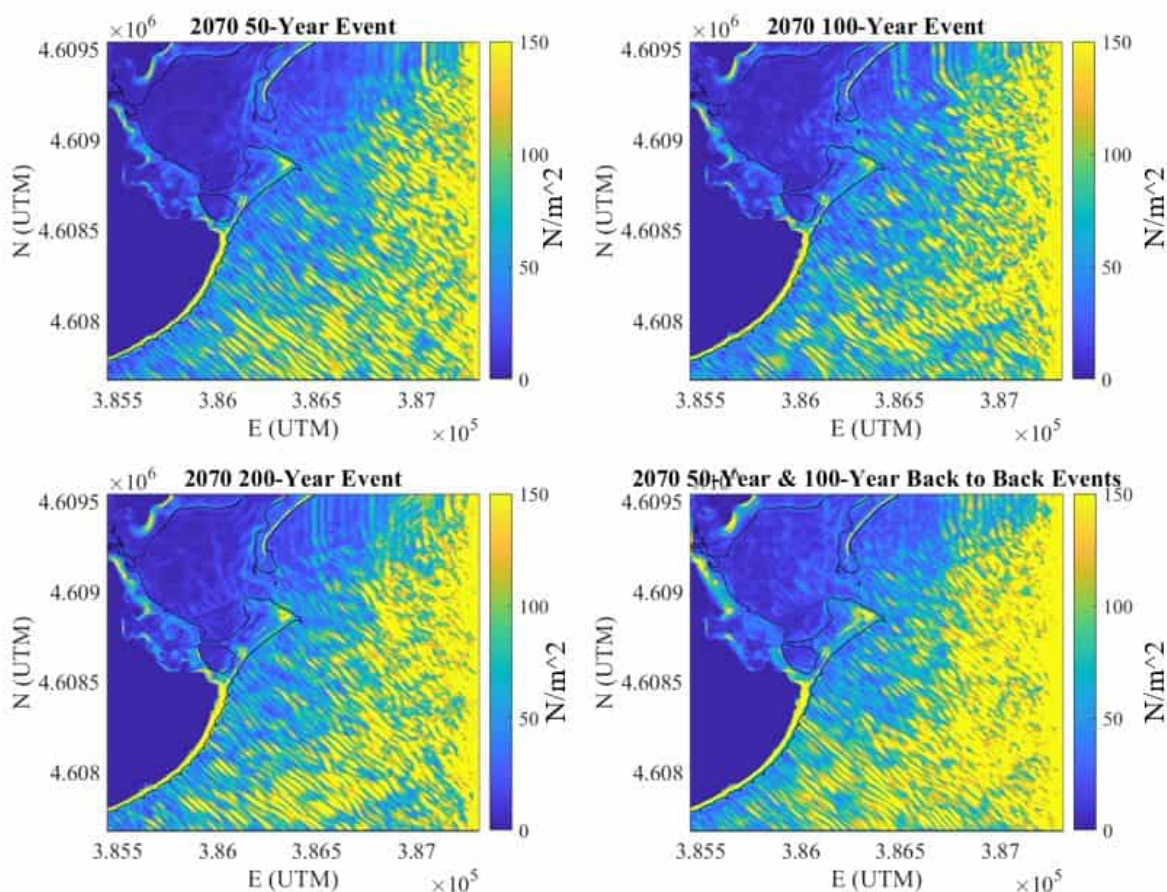 2070 50-Year Event
×10^6
4.6095
4.609
4.6085
4.608
N (UTM)
3.855 3.86 3.865 3.87
E (UTM)
×10^5
150
100
50
0
N/m^2
2070 100-Year Event
×10^6
4.6095
4.609
4.6085
4.608
N (UTM)
3.855 3.86 3.865 3.87
E (UTM)
×10^5
150
100
50
0
N/m^2
2070 200-Year Event
×10^6
4.6095
4.609
4.6085
4.608
N (UTM)
3.855 3.86 3.865 3.87
E (UTM)
×10^5
150
100
50
0
N/m^2
2070 50-Year & 100-Year Back to Back Events
4.6095
4.609
4.6085
4.608
N (UTM)
3.855 3.86 3.865 3.87
E (UTM)
×10^5
150
100
50
0
N/m^2